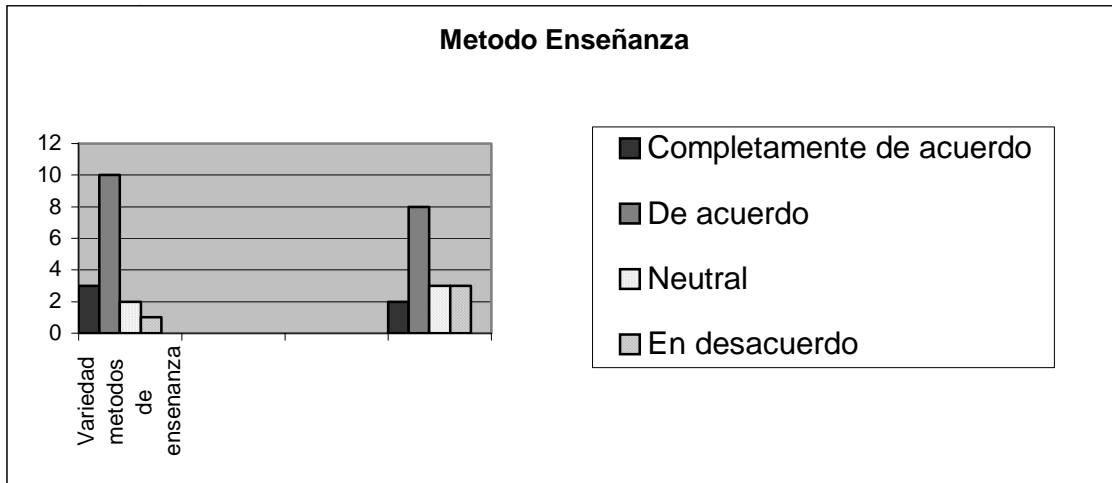 Metodo Enseñanza
12
10
8
6
4
2
0
Variedad
metodos
de
ensenanza
Completamente de acuerdo
De acuerdo
Neutral
En desacuerdo